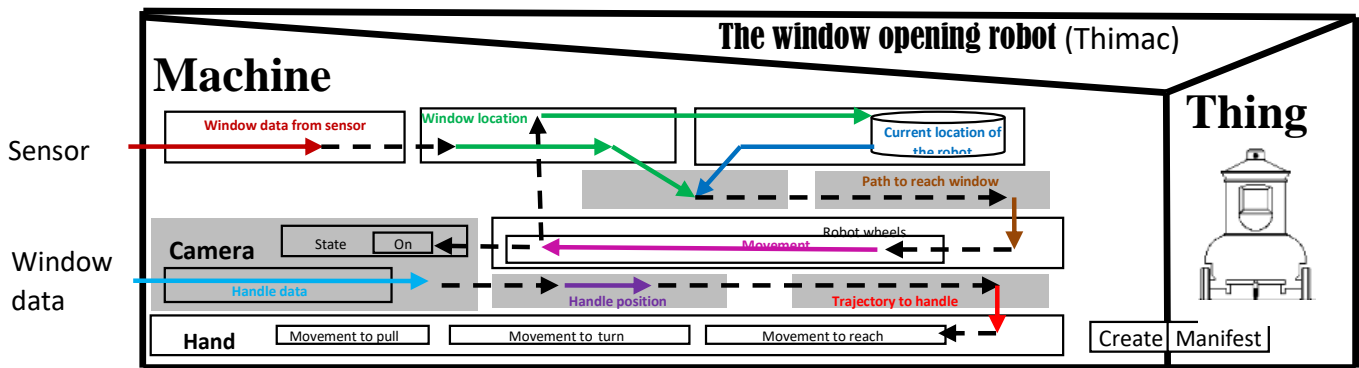 The window opening robot (Thimac)
Machine
Thing
Sensor
Window data from sensor
Window location
Current location of
the robot
Path to reach window
Camera
State
On
Robot wheels
Movement
Window
data
Handle data
Handle position
Trajectory to handle
Hand
Movement to pull
Movement to turn
Movement to reach
Create
Manifest